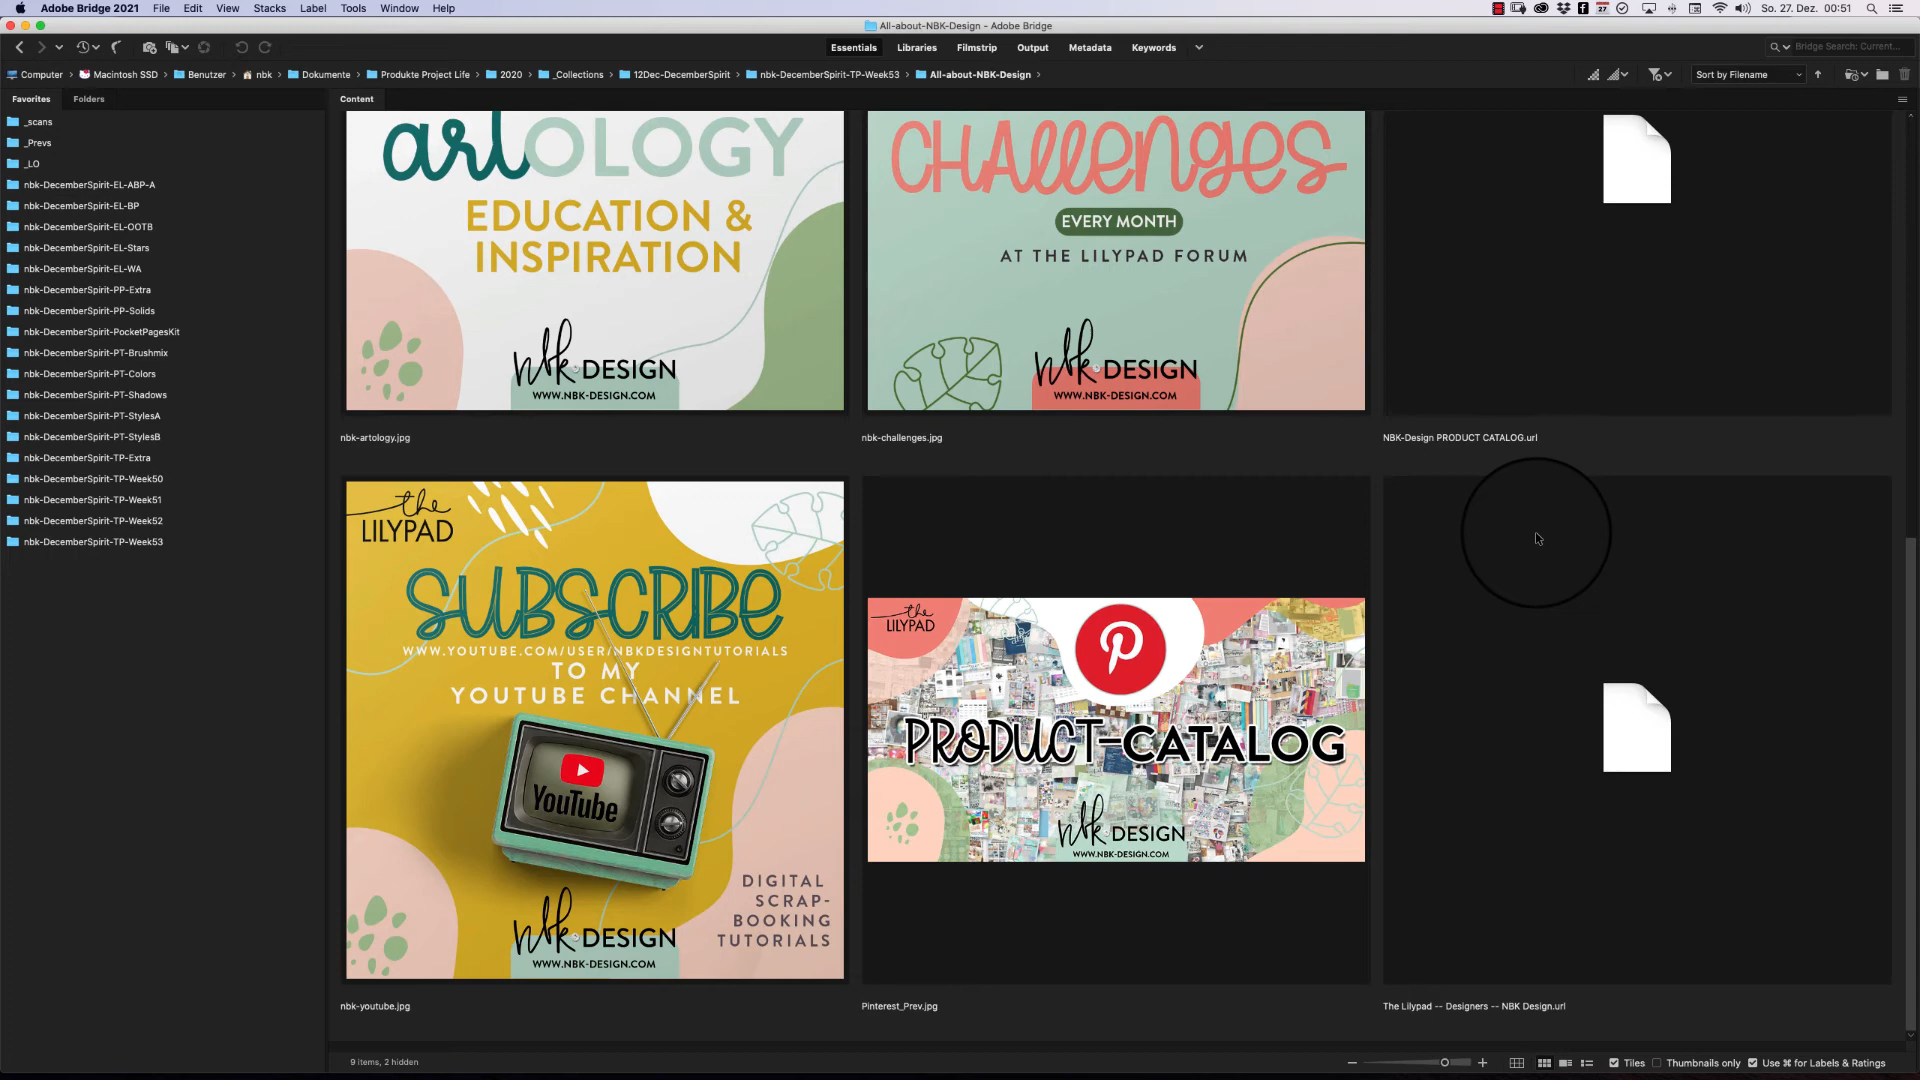 Adobe Bridge 2021 File Edit View Stacks Label Tools Window Help So. 27. Dez. 00:51
All-about-NBK-Design - Adobe Bridge
Essentials Libraries Filmstrip Output Metadata Keywords Bridge Search: Current...
Computer Macintosh SSD Benutzer nbk Dokumente Produkte Project Life 2020 _Collections 12Dec-DecemberSpirit nbk-DecemberSpirit-TP-Week53 All-about-NBK-Design Sort by Filename
Favorites Folders Content
_scans
_Prevs
_LO
nbk-DecemberSpirit-EL-ABP-A
nbk-DecemberSpirit-EL-BP
nbk-DecemberSpirit-EL-OOTB
nbk-DecemberSpirit-EL-Stars
nbk-DecemberSpirit-EL-WA
nbk-DecemberSpirit-PP-Extra
nbk-DecemberSpirit-PP-Solids
nbk-DecemberSpirit-PocketPagesKit
nbk-DecemberSpirit-PT-Brushmix
nbk-DecemberSpirit-PT-Colors
nbk-DecemberSpirit-PT-Shadows
nbk-DecemberSpirit-PT-StylesA
nbk-DecemberSpirit-PT-StylesB
nbk-DecemberSpirit-TP-Extra
nbk-DecemberSpirit-TP-Week50
nbk-DecemberSpirit-TP-Week51
nbk-DecemberSpirit-TP-Week52
nbk-DecemberSpirit-TP-Week53
artOLOGY
EDUCATION &
INSPIRATION
nbk DESIGN
WWW.NBK-DESIGN.COM
nbk-artology.jpg
CHALLENGES
EVERY MONTH
AT THE LILYPAD FORUM
nbk DESIGN
WWW.NBK-DESIGN.COM
nbk-challenges.jpg
NBK-Design PRODUCT CATALOG.url
the
LILYPAD
SUBSCRIBE
WWW.YOUTUBE.COM/USER/NBKDESIGNTUTORIALS
TO MY
YOUTUBE CHANNEL
YouTube
DIGITAL
SCRAP-
BOOKING
TUTORIALS
nbk DESIGN
WWW.NBK-DESIGN.COM
nbk-youtube.jpg
the
LILYPAD
PRODUCT-CATALOG
nbk DESIGN
WWW.NBK-DESIGN.COM
Pinterest_Prev.jpg
The Lilypad -- Designers -- NBK Design.url
9 items, 2 hidden
Tiles Thumbnails only Use ⌘ for Labels & Ratings